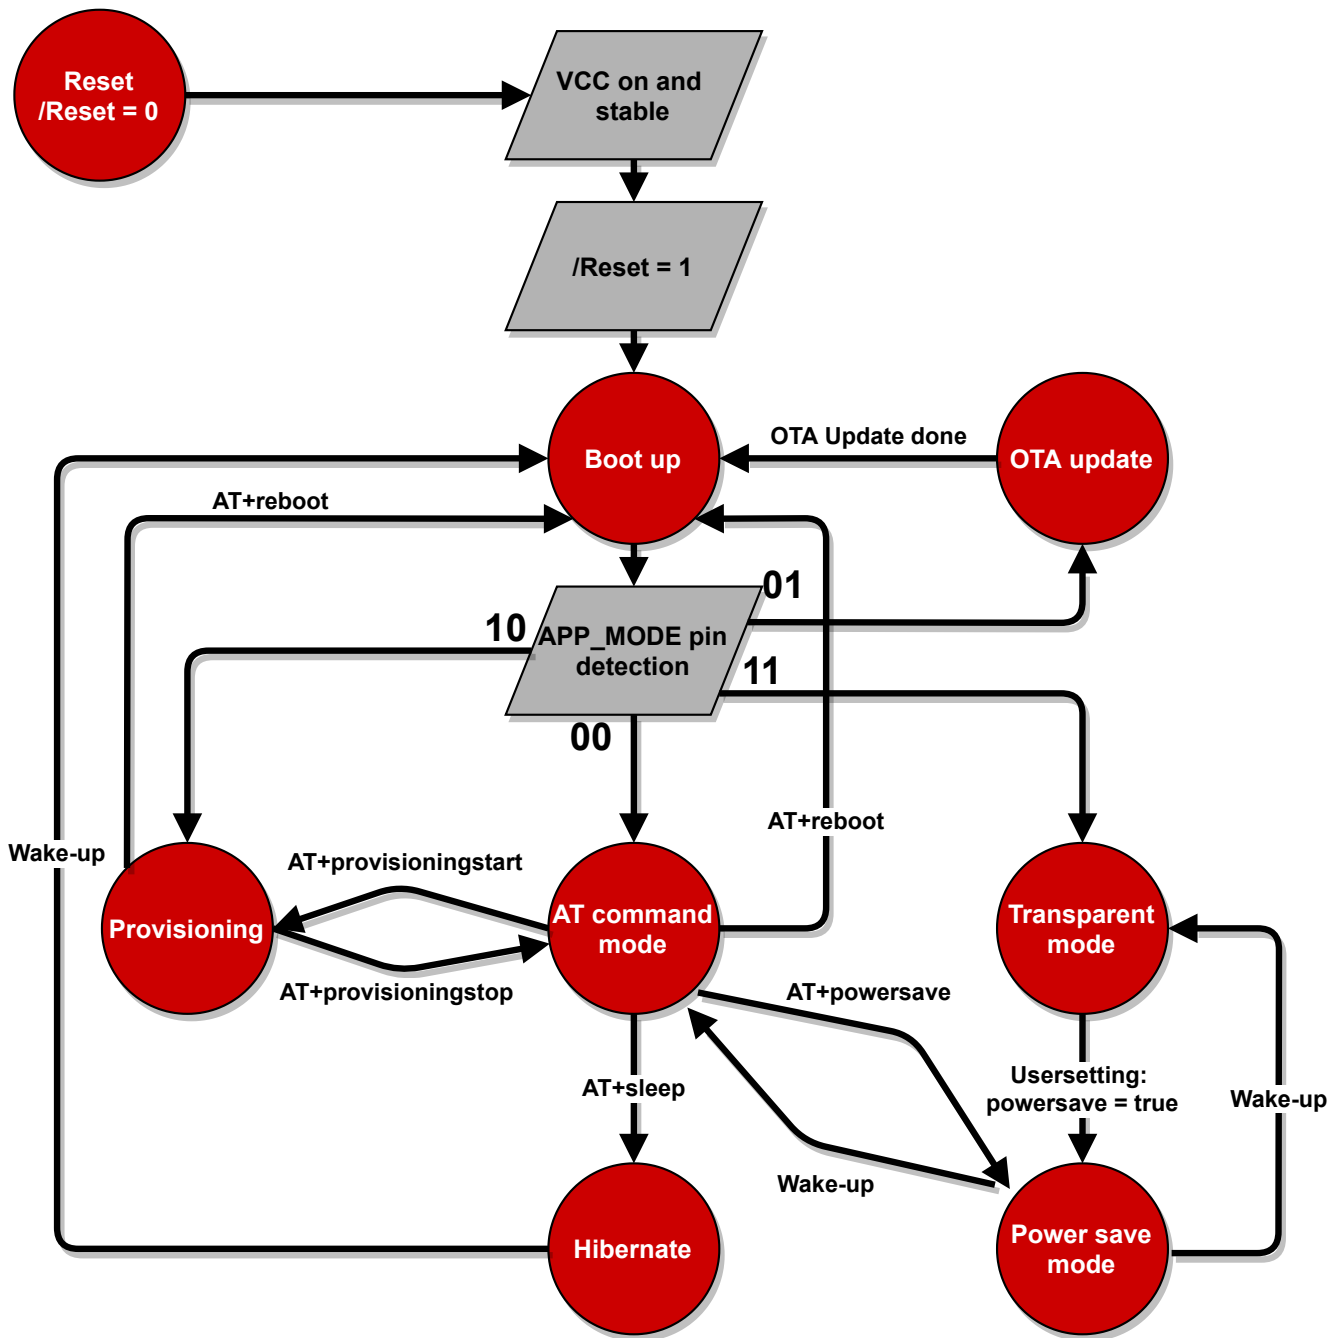 Reset
/Reset = 0
VCC on and
stable
/Reset = 1
Boot up
OTA Update done
OTA update
AT+reboot
01
10
APP_MODE pin
detection
11
00
AT+reboot
Wake-up
AT+provisioningstart
Provisioning
AT command
mode
Transparent
mode
AT+provisioningstop
AT+powersave
AT+sleep
Usersetting:
powersave = true
Wake-up
Wake-up
Hibernate
Power save
mode